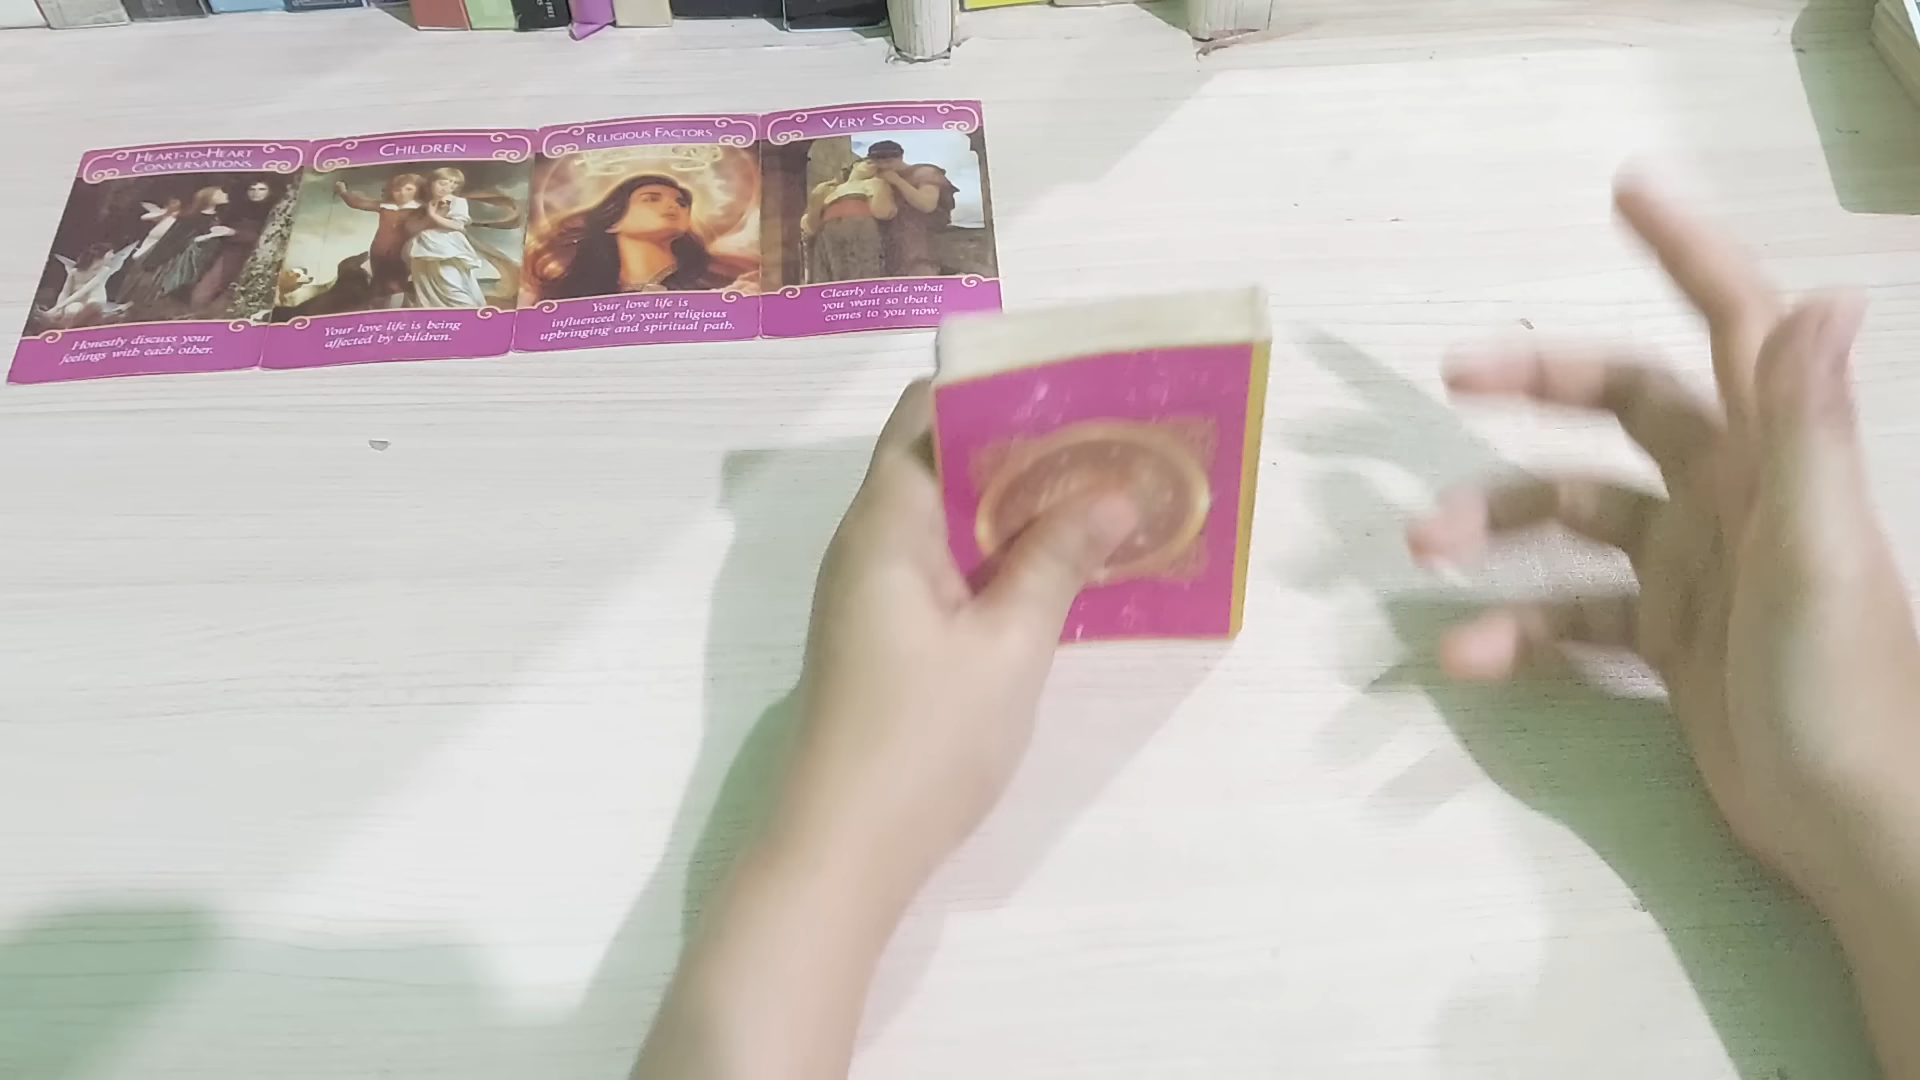 HEART-TO-HEART
CONVERSATIONS
Honestly discuss your
feelings with each other.
CHILDREN
Your love life is being
affected by children.
RELIGIOUS FACTORS
Your love life is
influenced by your religious
upbringing and spiritual path.
VERY SOON
Clearly decide what
you want so that it
comes to you now.